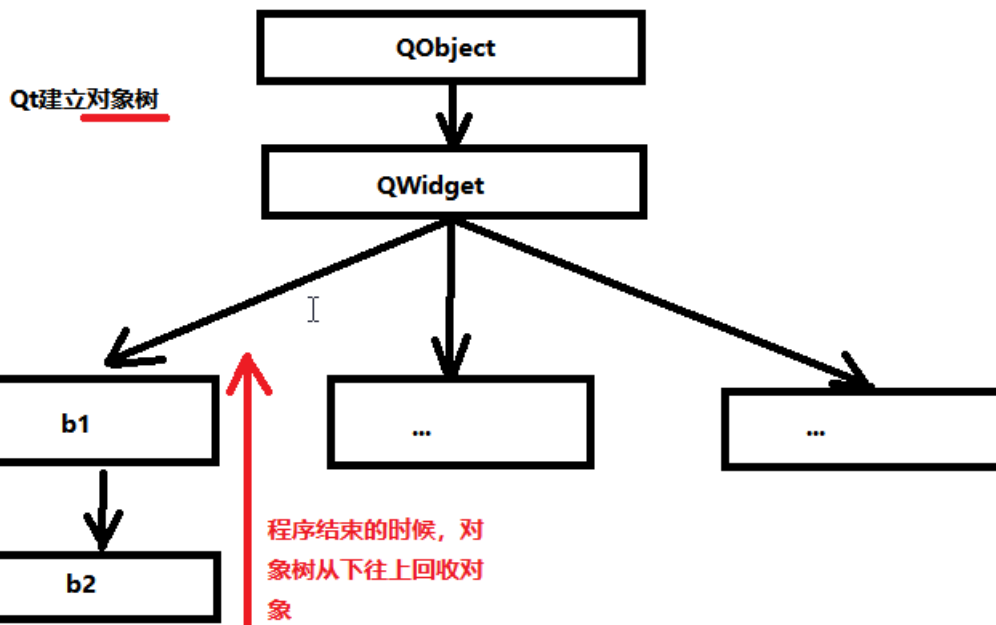 QObject
Qt建立对象树
QWidget
b1
...
...
b2
程序结束的时候，对
象树从下往上回收对
象